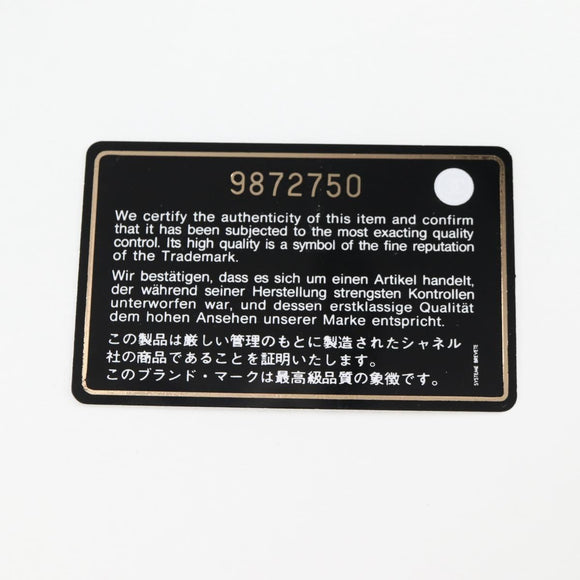 9872750
We certify the authenticity of this item and confirm
that it has been subjected to the most exacting quality
control. Its high quality is a symbol of the fine reputation
of the Trademark.
Wir bestätigen, dass es sich um einen Artikel handelt,
der während seiner Herstellung strengsten Kontrollen
unterworfen war, und dessen erstklassige Qualität
dem hohen Ansehen unserer Marke entspricht.
この製品は厳しい管理のもとに製造されたシャネル
社の商品であることを証明いたします。
このブランド・マークは最高級品質の象徴です。
SYSTEME BREVETE